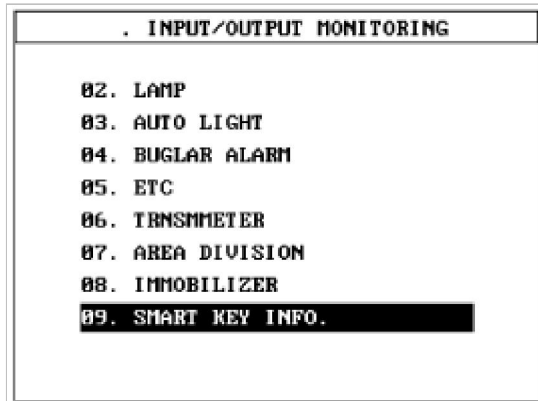 . INPUT/OUTPUT MONITORING
02. LAMP
03. AUTO LIGHT
04. BUGLAR ALARM
05. ETC
06. TRNSMMETER
07. AREA DIVISION
08. IMMOBILIZER
09. SMART KEY INFO.